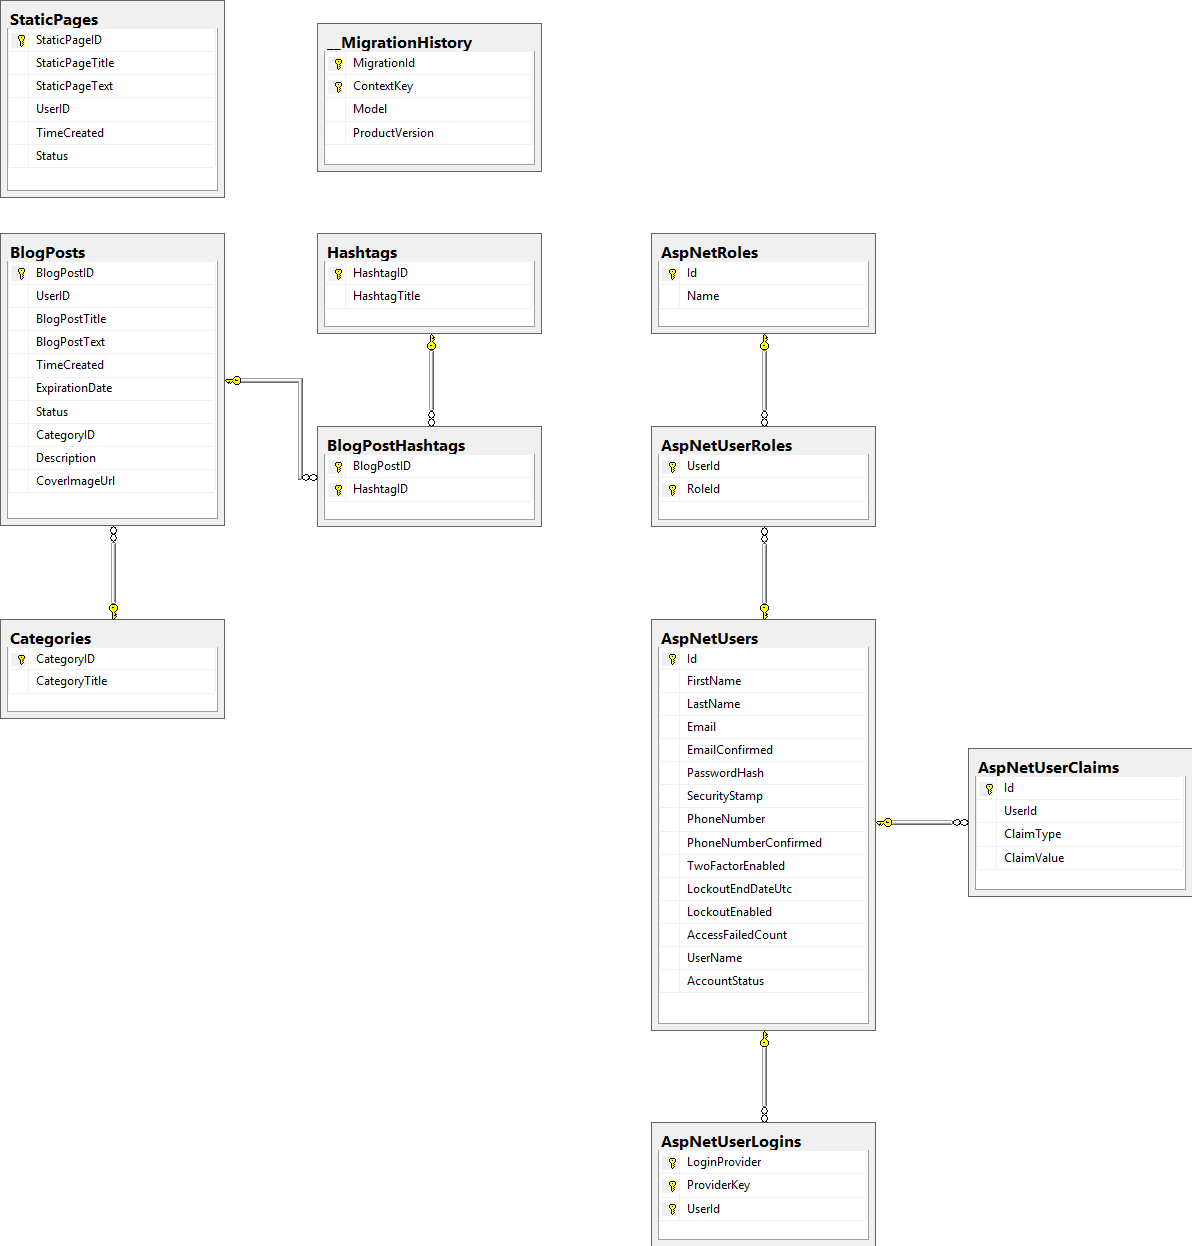 StaticPages
StaticPageID
StaticPageTitle
StaticPageText
UserID
TimeCreated
Status
__MigrationHistory
MigrationId
ContextKey
Model
ProductVersion
BlogPosts
BlogPostID
UserID
BlogPostTitle
BlogPostText
TimeCreated
ExpirationDate
Status
CategoryID
Description
CoverImageUrl
Hashtags
HashtagID
HashtagTitle
BlogPostHashtags
BlogPostID
HashtagID
Categories
CategoryID
CategoryTitle
AspNetRoles
Id
Name
AspNetUserRoles
UserId
RoleId
AspNetUsers
Id
FirstName
LastName
Email
EmailConfirmed
PasswordHash
SecurityStamp
PhoneNumber
PhoneNumberConfirmed
TwoFactorEnabled
LockoutEndDateUtc
LockoutEnabled
AccessFailedCount
UserName
AccountStatus
AspNetUserClaims
Id
UserId
ClaimType
ClaimValue
AspNetUserLogins
LoginProvider
ProviderKey
UserId